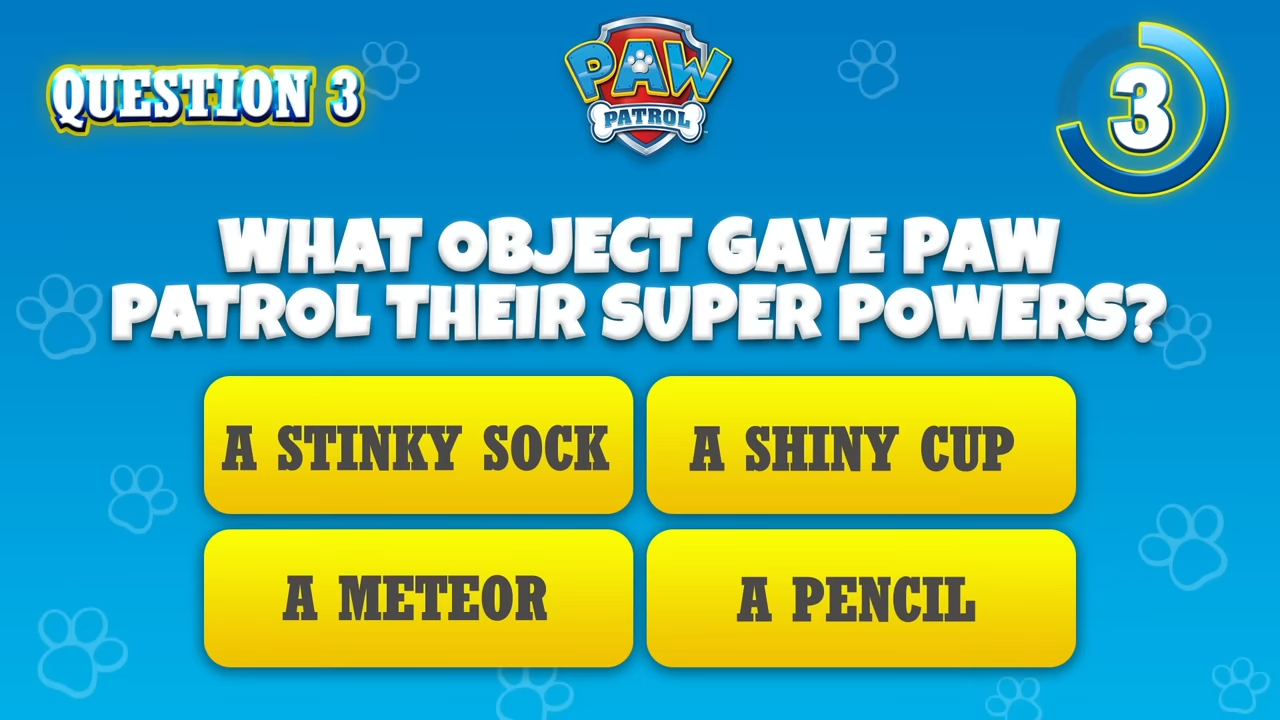 QUESTION 3
PAW
PATROL
3
WHAT OBJECT GAVE PAW
PATROL THEIR SUPER POWERS?
A STINKY SOCK
A SHINY CUP
A METEOR
A PENCIL